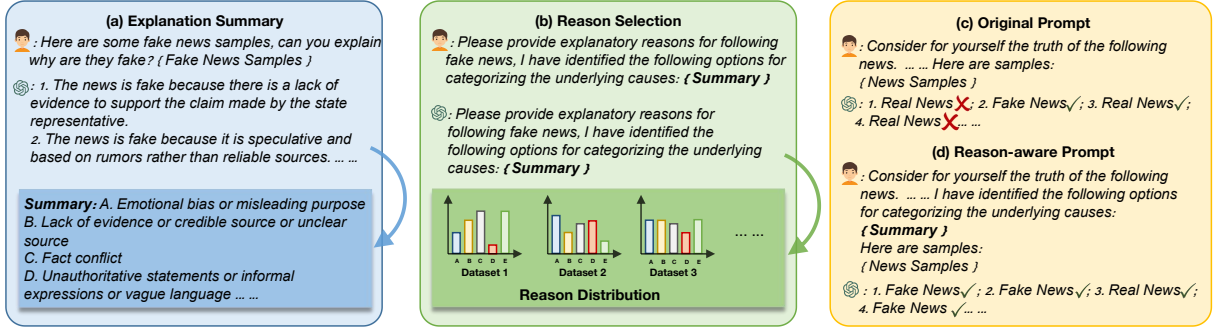 (a) Explanation Summary
: Here are some fake news samples, can you explain
why are they fake? { Fake News Samples }
: 1. The news is fake because there is a lack of
evidence to support the claim made by the state
representative.
2. The news is fake because it is speculative and
based on rumors rather than reliable sources. ... ...
Summary: A. Emotional bias or misleading purpose
B. Lack of evidence or credible source or unclear
source
C. Fact conflict
D. Unauthoritative statements or informal
expressions or vague language ... ...
(b) Reason Selection
: Please provide explanatory reasons for following
fake news, I have identified the following options for
categorizing the underlying causes: { Summary }
: Please provide explanatory reasons for
following fake news, I have identified the
following options for categorizing the underlying
causes: { Summary }
A B C D E
Dataset 1
A B C D E
Dataset 2
A B C D E
Dataset 3
... ...
Reason Distribution
(c) Original Prompt
: Consider for yourself the truth of the following
news. ... ... Here are samples:
{ News Samples }
: 1. Real News✗; 2. Fake News✓; 3. Real News✓;
4. Real News✗... ...
(d) Reason-aware Prompt
: Consider for yourself the truth of the following
news. ... ... I have identified the following options
for categorizing the underlying causes:
{ Summary }
Here are samples:
{ News Samples }
: 1. Fake News✓; 2. Fake News✓; 3. Real News✓;
4. Fake News ✓... ...